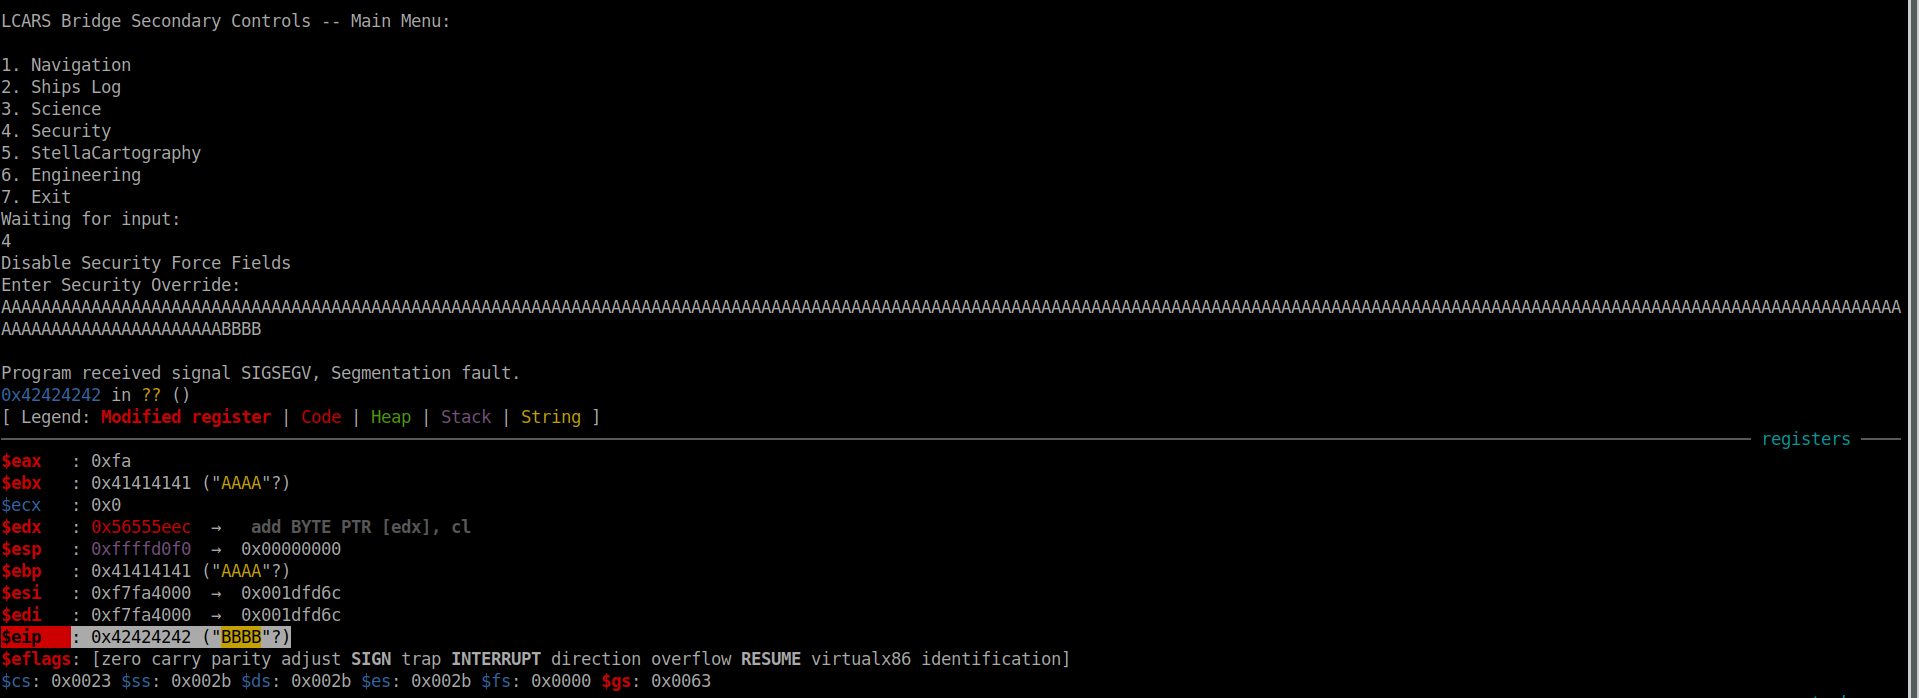 LCARS Bridge Secondary Controls -- Main Menu:
1. Navigation
2. Ships Log
3. Science
4. Security
5. StellaCartography
6. Engineering
7. Exit
Waiting for input:
4
Disable Security Force Fields
Enter Security Override:
AAAAAAAAAAAAAAAAAAAAAAAAAAAAAAAAAAAAAAAAAAAAAAAAAAAAAAAAAAAAAAAAAAAAAAAAAAAAAAAAAAAAAAAAAAAAAAAAAAAAAAAAAAAAAAAAAAAAAAAAAAAAAAAAAAAAAAAAAAAAAAAAAAAAAAAAAAAAAAAAAAAAAAAAAAAAAAAAAAAAAAAAAA
AAAAAAAAAAAAAAAAAAAAAABBBB
Program received signal SIGSEGV, Segmentation fault.
0x42424242 in ?? ()
[ Legend: Modified register | Code | Heap | Stack | String ]
registers
$eax   : 0xfa
$ebx   : 0x41414141 ("AAAA"?)
$ecx   : 0x0
$edx   : 0x56555eec  →   add BYTE PTR [edx], cl
$esp   : 0xffffd0f0  →  0x00000000
$ebp   : 0x41414141 ("AAAA"?)
$esi   : 0xf7fa4000  →  0x001dfd6c
$edi   : 0xf7fa4000  →  0x001dfd6c
$eip   : 0x42424242 ("BBBB"?)
$eflags: [zero carry parity adjust SIGN trap INTERRUPT direction overflow RESUME virtualx86 identification]
$cs: 0x0023 $ss: 0x002b $ds: 0x002b $es: 0x002b $fs: 0x0000 $gs: 0x0063